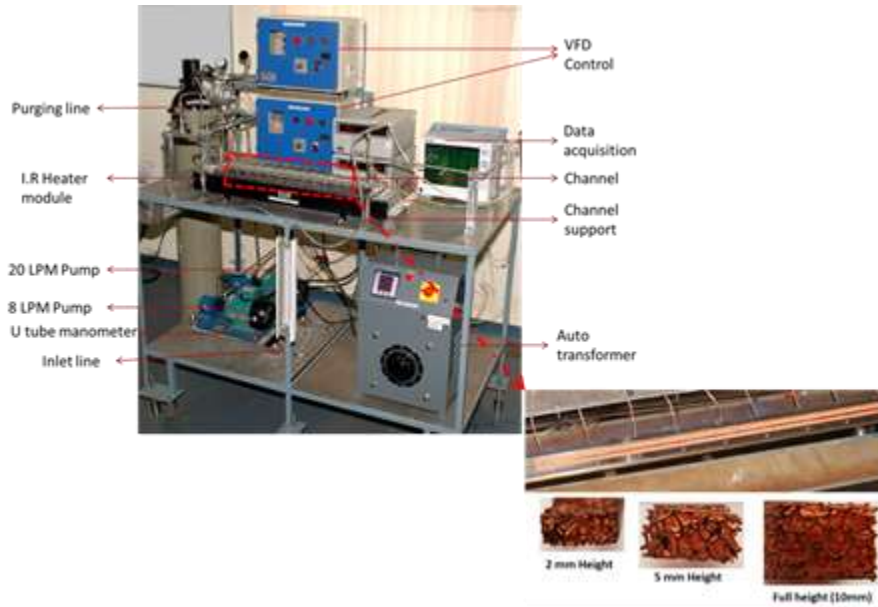 VFD
Control
Purging line
Data
acquisition
I.R Heater
module
Channel
Channel
support
20 LPM Pump
8 LPM Pump
U tube manometer
Inlet line
Auto
transformer
2 mm Height
5 mm Height
Full height (10mm)